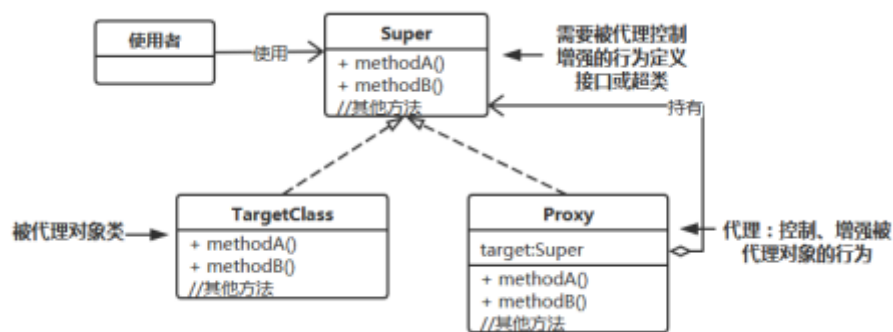 使用者
使用
Super
+ methodA()
+ methodB()
//其他方法
需要被代理控制
增强的行为定义
接口或超类
持有
被代理对象类
TargetClass
+ methodA()
+ methodB()
//其他方法
Proxy
target:Super
+ methodA()
+ methodB()
//其他方法
代理：控制、增强被
代理对象的行为